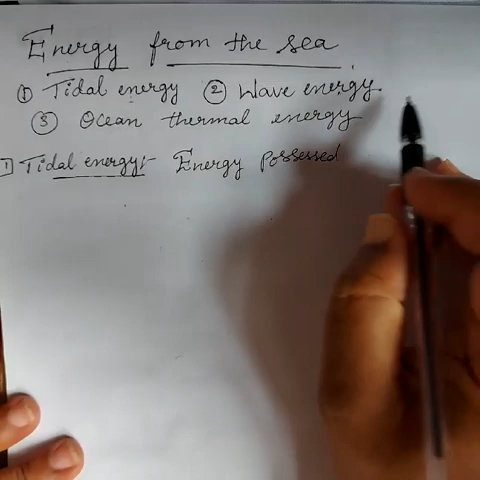 Energy from the sea
① Tidal energy ② Wave energy
③ Ocean thermal energy
1 Tidal energy:- Energy Possessed